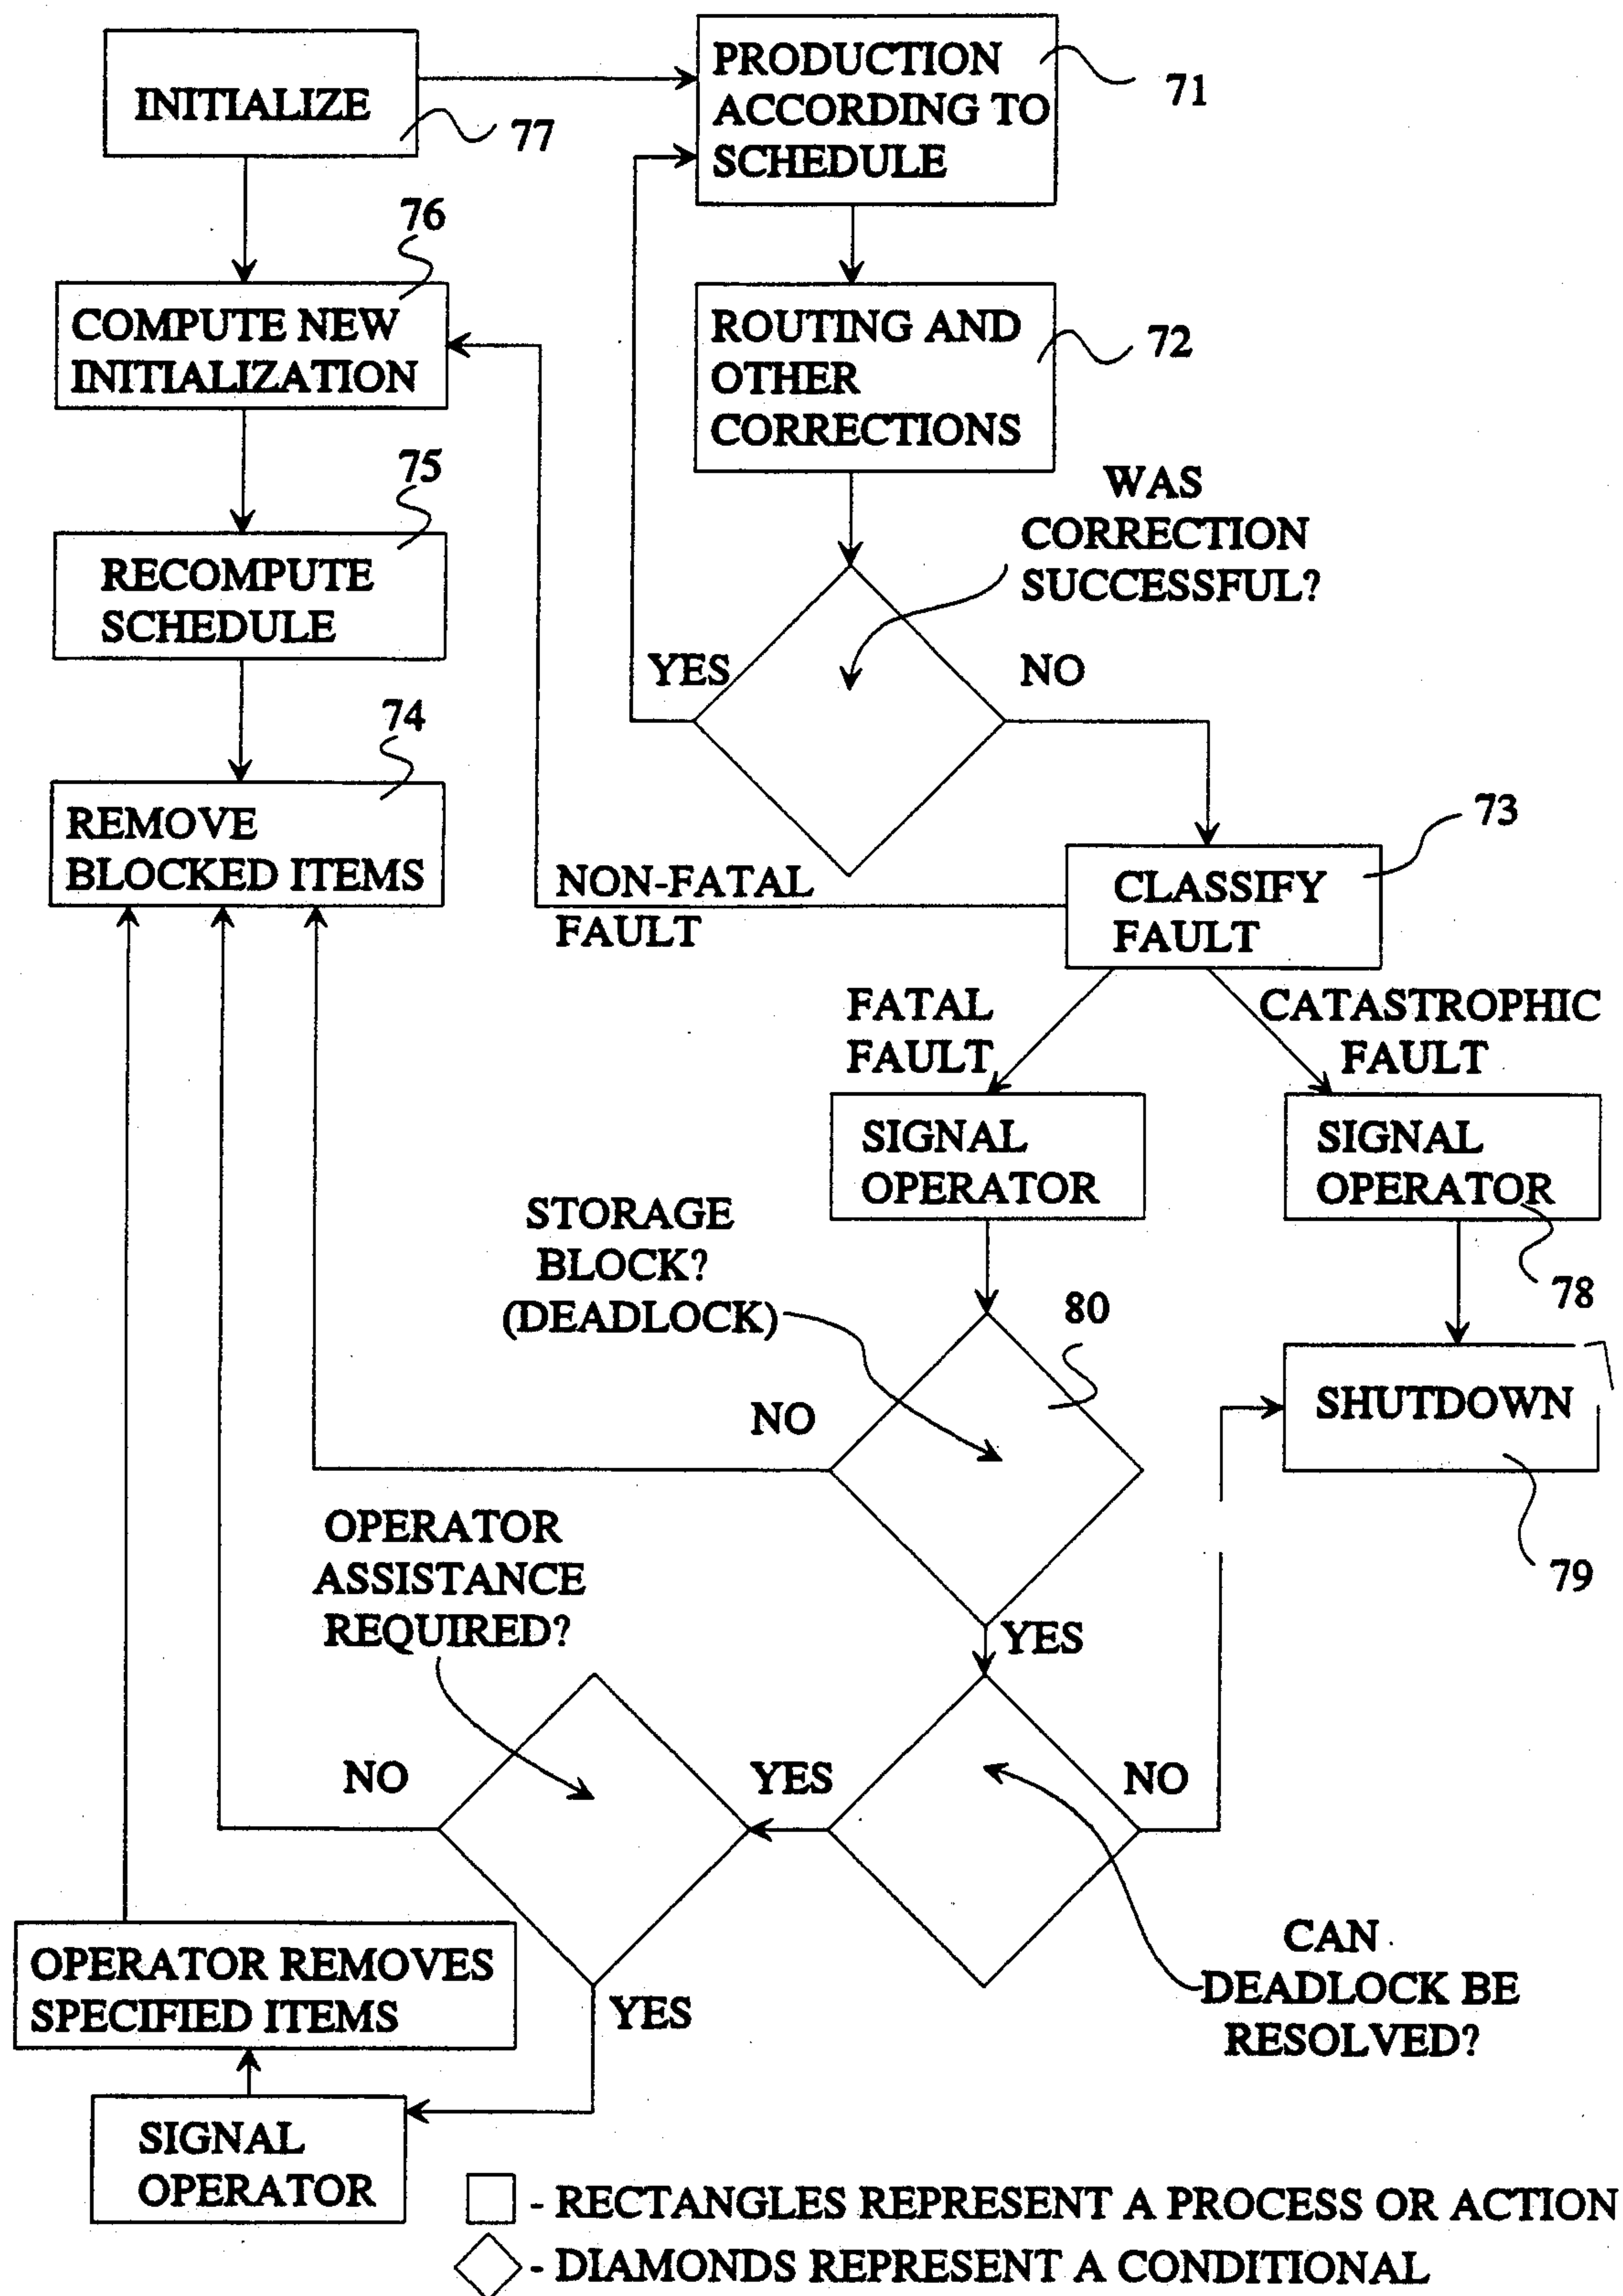 INITIALIZE
77
PRODUCTION
ACCORDING TO
SCHEDULE
71
76
COMPUTE NEW
INITIALIZATION
ROUTING AND
OTHER
CORRECTIONS
72
75
RECOMPUTE
SCHEDULE
WAS
CORRECTION
SUCCESSFUL?
YES
NO
74
REMOVE
BLOCKED ITEMS
73
CLASSIFY
FAULT
NON-FATAL
FAULT
FATAL
FAULT
CATASTROPHIC
FAULT
SIGNAL
OPERATOR
SIGNAL
OPERATOR
78
STORAGE
BLOCK?
(DEADLOCK)
80
NO
SHUTDOWN
79
OPERATOR
ASSISTANCE
REQUIRED?
YES
NO
YES
NO
CAN
DEADLOCK BE
RESOLVED?
OPERATOR REMOVES
SPECIFIED ITEMS
YES
SIGNAL
OPERATOR
- RECTANGLES REPRESENT A PROCESS OR ACTION
- DIAMONDS REPRESENT A CONDITIONAL